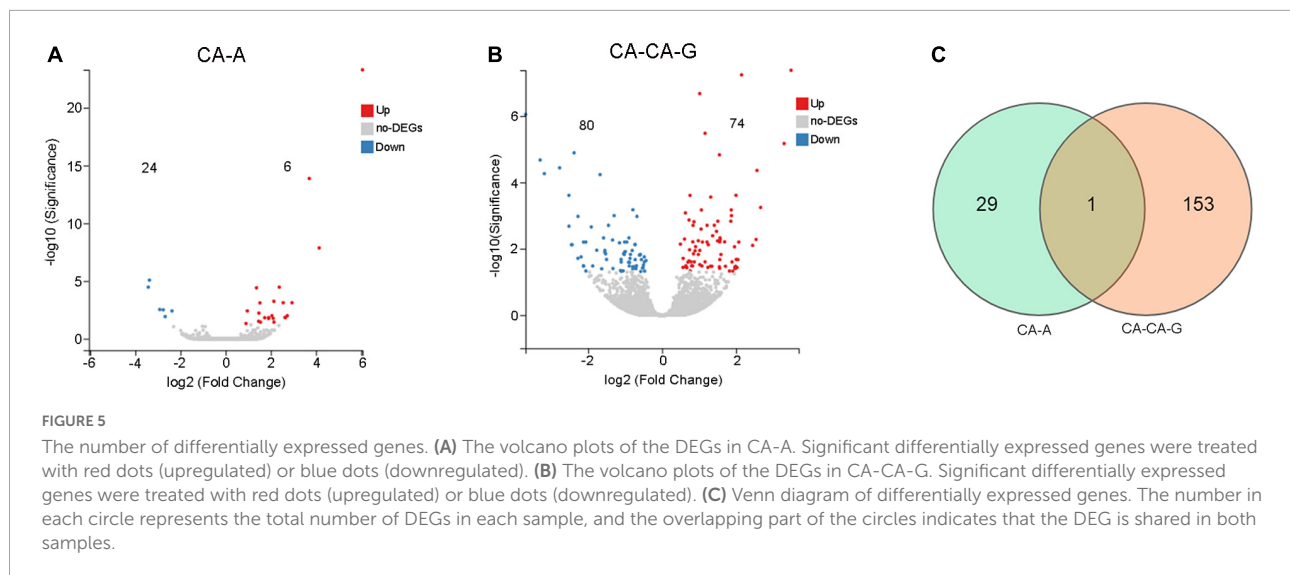 A
CA-A
-log10 (Significance)
20
15
10
5
0
-6
-4
-2
0
2
4
6
log2 (Fold Change)
24
6
Up
no-DEGs
Down
B
CA-CA-G
-log10(Significance)
6
4
2
0
-2
0
2
log2 (Fold Change)
80
74
Up
no-DEGs
Down
C
29
1
153
CA-A
CA-CA-G
FIGURE 5
The number of differentially expressed genes. (A) The volcano plots of the DEGs in CA-A. Significant differentially expressed genes were treated
with red dots (upregulated) or blue dots (downregulated). (B) The volcano plots of the DEGs in CA-CA-G. Significant differentially expressed
genes were treated with red dots (upregulated) or blue dots (downregulated). (C) Venn diagram of differentially expressed genes. The number in
each circle represents the total number of DEGs in each sample, and the overlapping part of the circles indicates that the DEG is shared in both
samples.